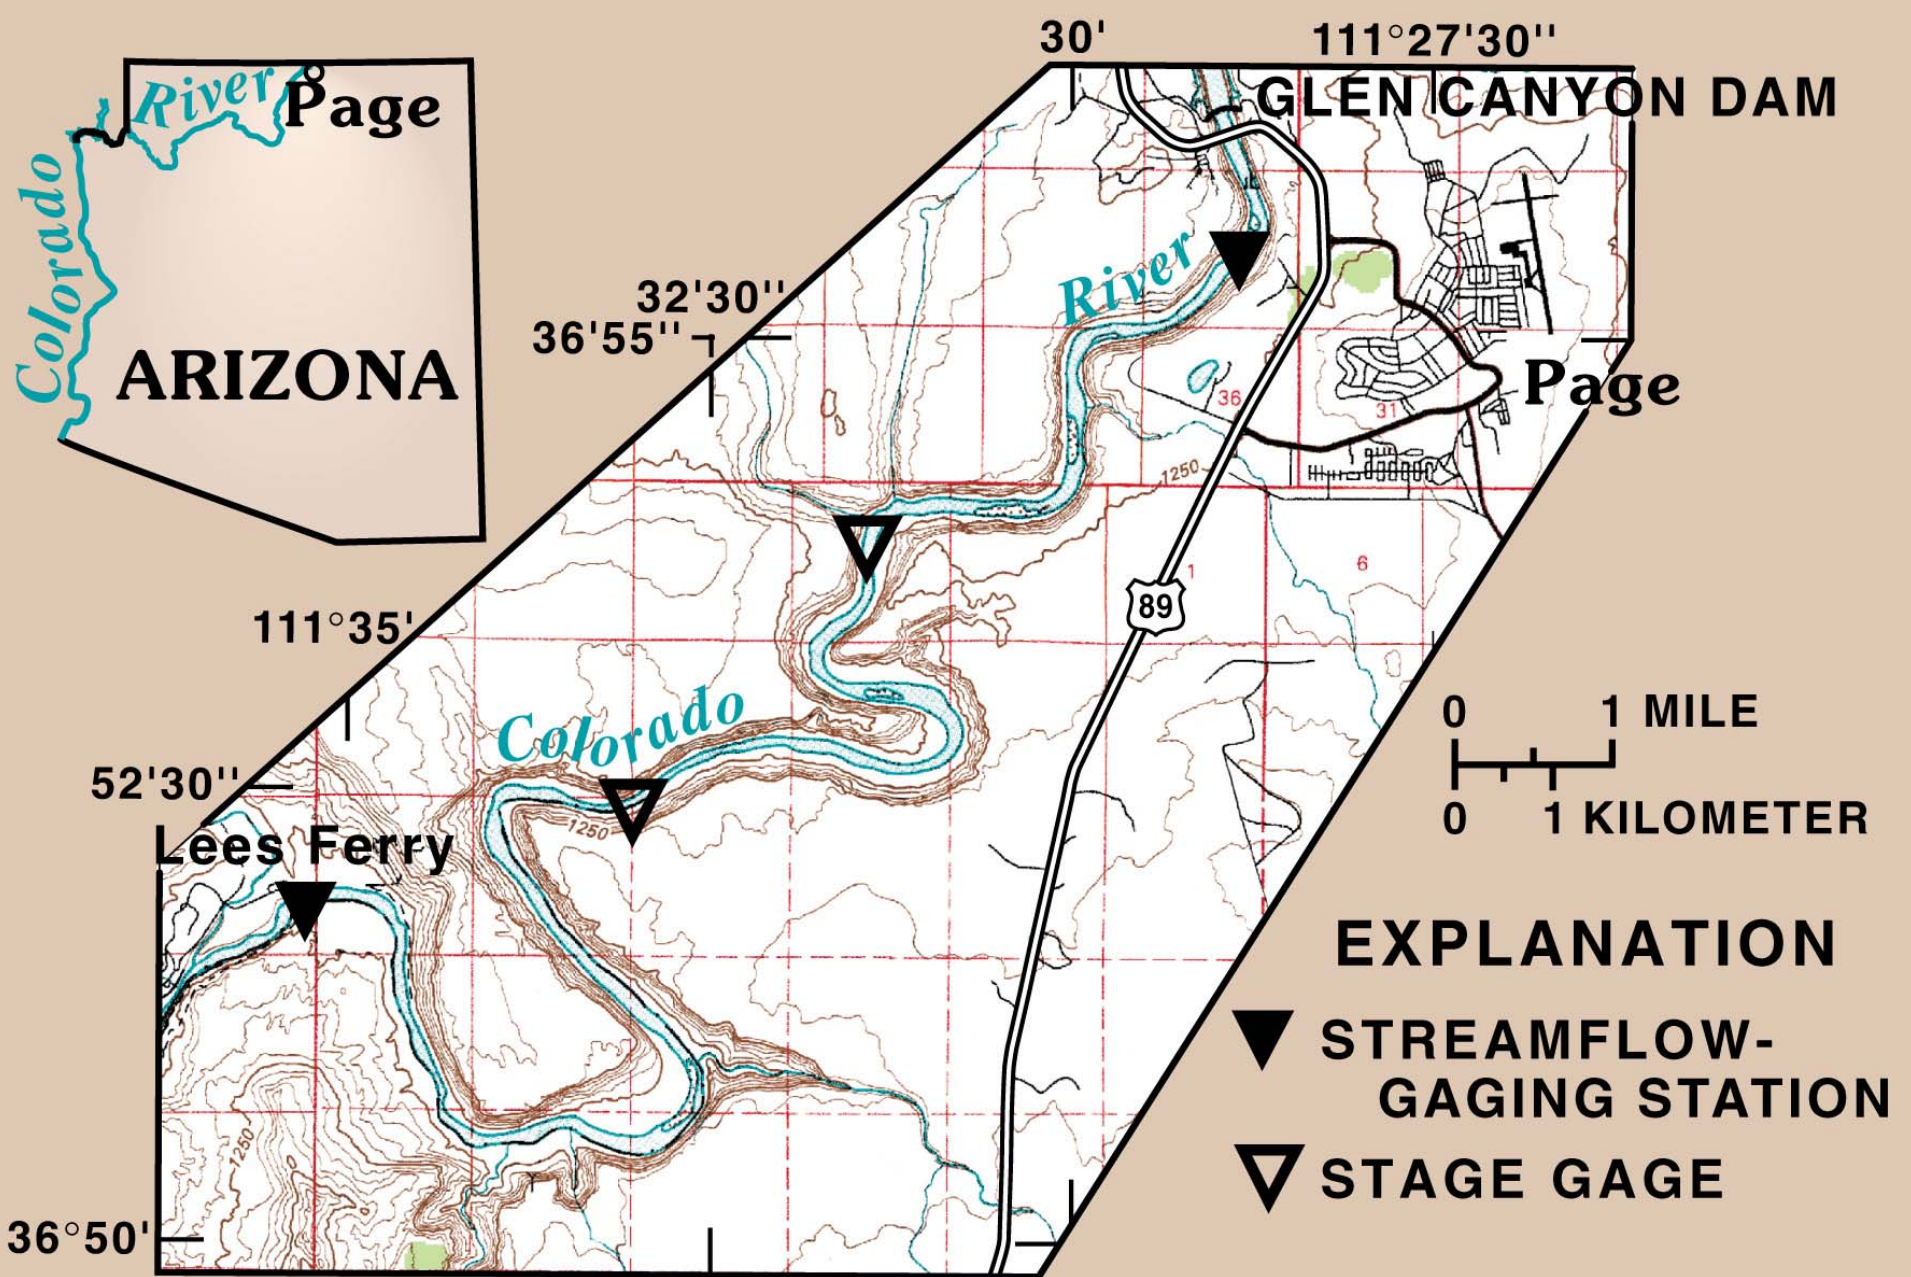 30'
111°27'30''
River
Page
GLEN CANYON DAM
Colorado
River
32'30''
36'55''
ARIZONA
Page
36
31
1250
1
6
89
111°35'
Colorado
0 1 MILE
52'30''
0 1 KILOMETER
1250
Lees Ferry
EXPLANATION
STREAMFLOW-
GAGING STATION
1250
STAGE GAGE
36°50'